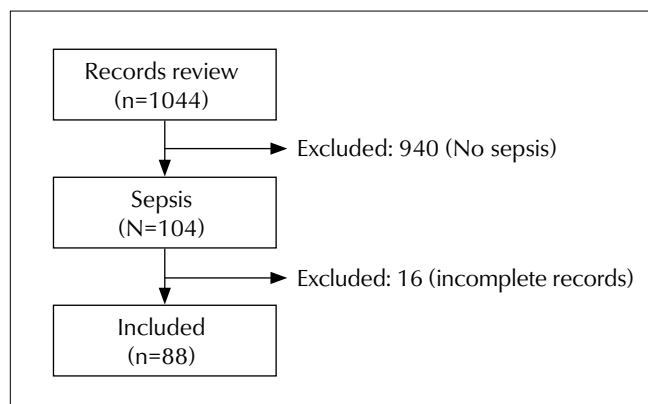 Records review
(n=1044)
Excluded: 940 (No sepsis)
Sepsis
(N=104)
Excluded: 16 (incomplete records)
Included
(n=88)